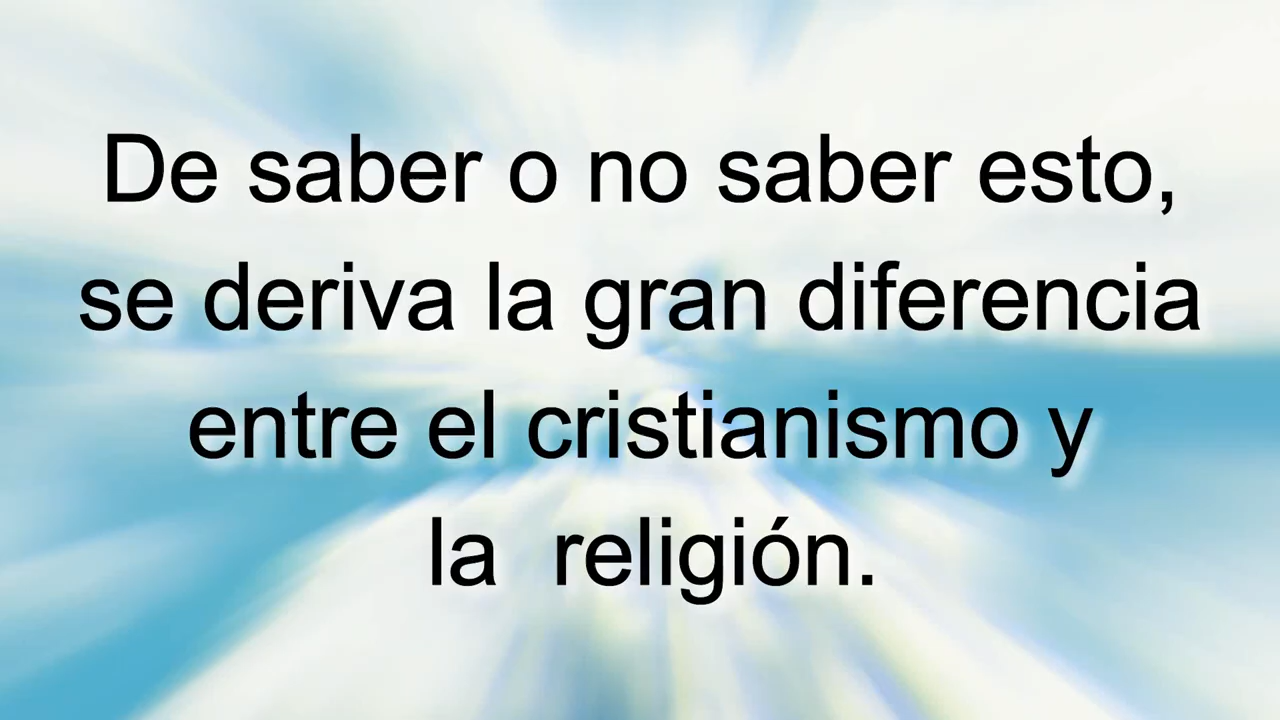 De saber o no saber esto,
se deriva la gran diferencia
entre el cristianismo y
la  religión.